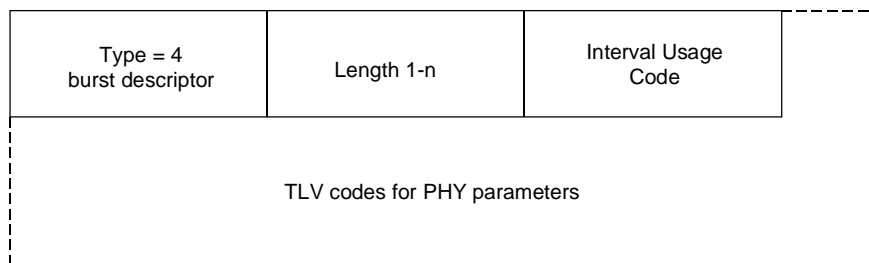 Type = 4
burst descriptor
Length 1-n
Interval Usage
Code
TLV codes for PHY parameters